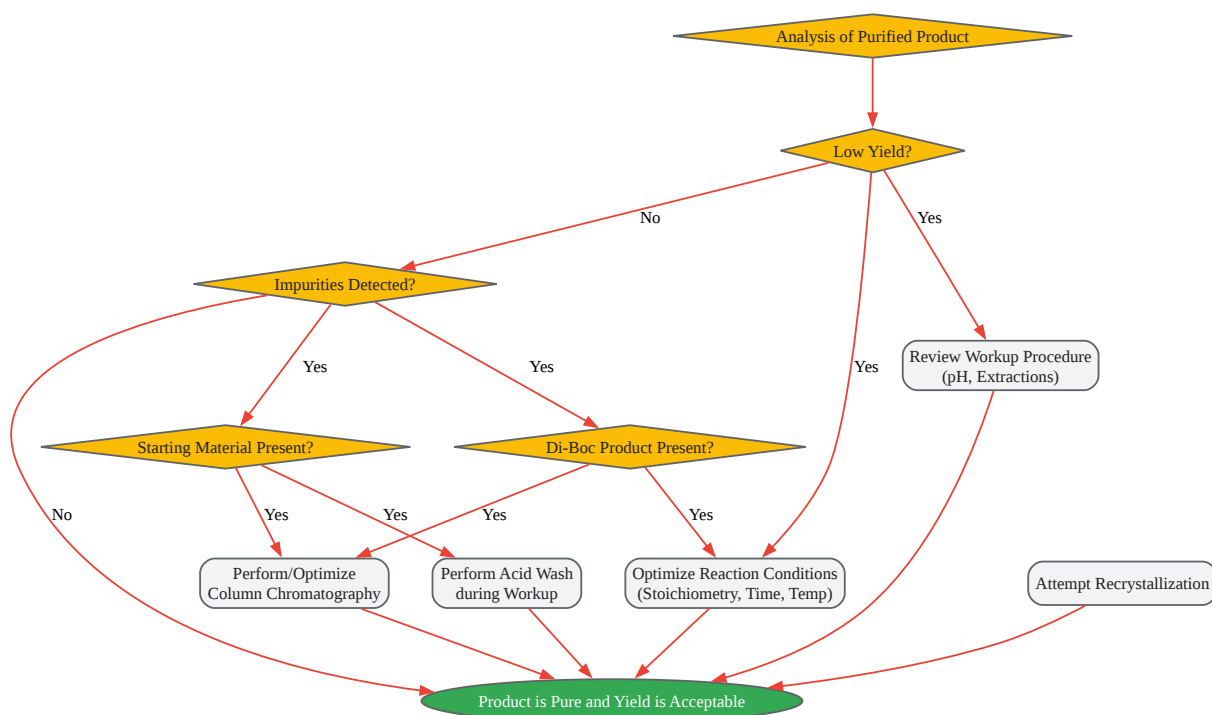 Analysis of Purified Product
Low Yield?
No
Yes
Impurities Detected?
Yes
Yes
Yes
Review Workup Procedure
(pH, Extractions)
Starting Material Present?
Di-Boc Product Present?
No
Yes
Yes
Yes
Yes
Perform/Optimize
Column Chromatography
Perform Acid Wash
during Workup
Optimize Reaction Conditions
(Stoichiometry, Time, Temp)
Attempt Recrystallization
Product is Pure and Yield is Acceptable